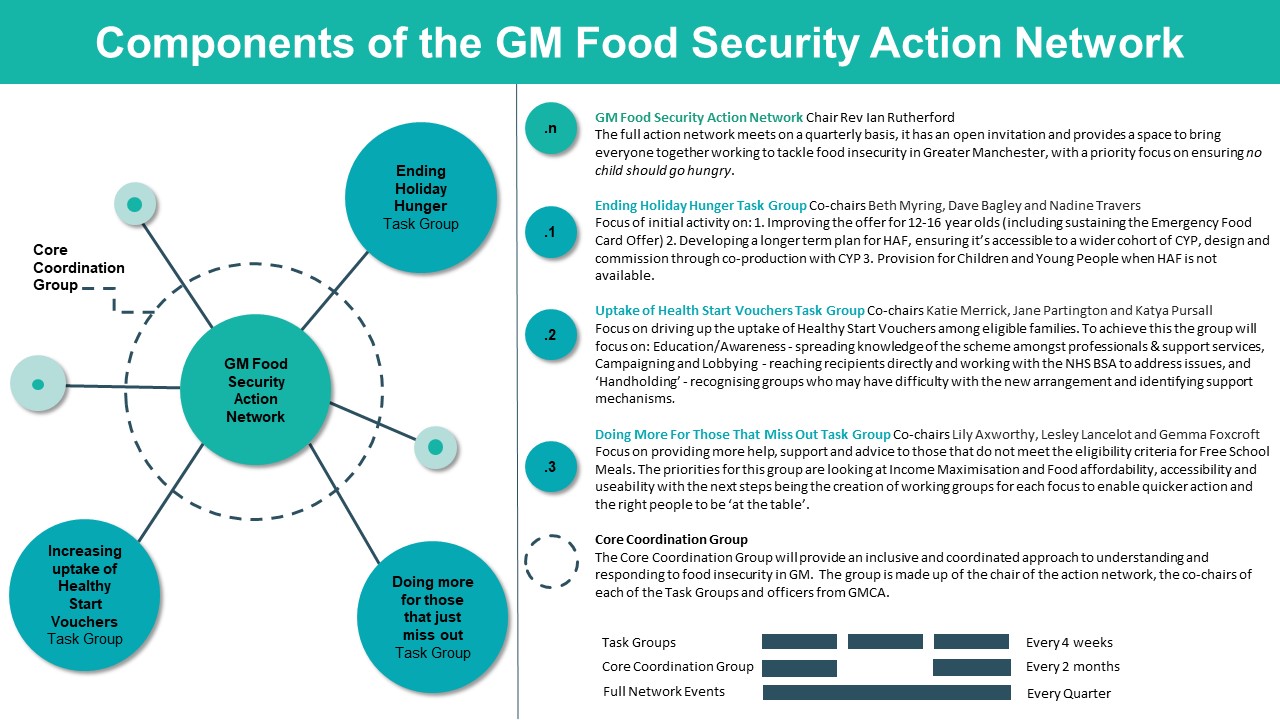 Components of the GM Food Security Action Network
Core
Coordination
Group
Ending
Holiday
Hunger
Task Group
GM Food
Security
Action
Network
Increasing
uptake of
Healthy
Start
Vouchers
Task Group
Doing more
for those
that just
miss out
Task Group
.n
GM Food Security Action Network Chair Rev Ian Rutherford
The full action network meets on a quarterly basis, it has an open invitation and provides a space to bring
everyone together working to tackle food insecurity in Greater Manchester, with a priority focus on ensuring no
child should go hungry.
.1
Ending Holiday Hunger Task Group Co-chairs Beth Myring, Dave Bagley and Nadine Travers
Focus of initial activity on: 1. Improving the offer for 12-16 year olds (including sustaining the Emergency Food
Card Offer) 2. Developing a longer term plan for HAF, ensuring it's accessible to a wider cohort of CYP, design and
commission through co-production with CYP 3. Provision for Children and Young People when HAF is not
available.
.2
Uptake of Health Start Vouchers Task Group Co-chairs Katie Merrick, Jane Partington and Katya Pursall
Focus on driving up the uptake of Healthy Start Vouchers among eligible families. To achieve this the group will
focus on: Education/Awareness - spreading knowledge of the scheme amongst professionals & support services,
Campaigning and Lobbying - reaching recipients directly and working with the NHS BSA to address issues, and
‘Handholding’ - recognising groups who may have difficulty with the new arrangement and identifying support
mechanisms.
.3
Doing More For Those That Miss Out Task Group Co-chairs Lily Axworthy, Lesley Lancelot and Gemma Foxcroft
Focus on providing more help, support and advice to those that do not meet the eligibility criteria for Free School
Meals. The priorities for this group are looking at Income Maximisation and Food affordability, accessibility and
useability with the next steps being the creation of working groups for each focus to enable quicker action and
the right people to be ‘at the table’.
Core Coordination Group
The Core Coordination Group will provide an inclusive and coordinated approach to understanding and
responding to food insecurity in GM. The group is made up of the chair of the action network, the co-chairs of
each of the Task Groups and officers from GMCA.
Task Groups Every 4 weeks
Core Coordination Group Every 2 months
Full Network Events Every Quarter